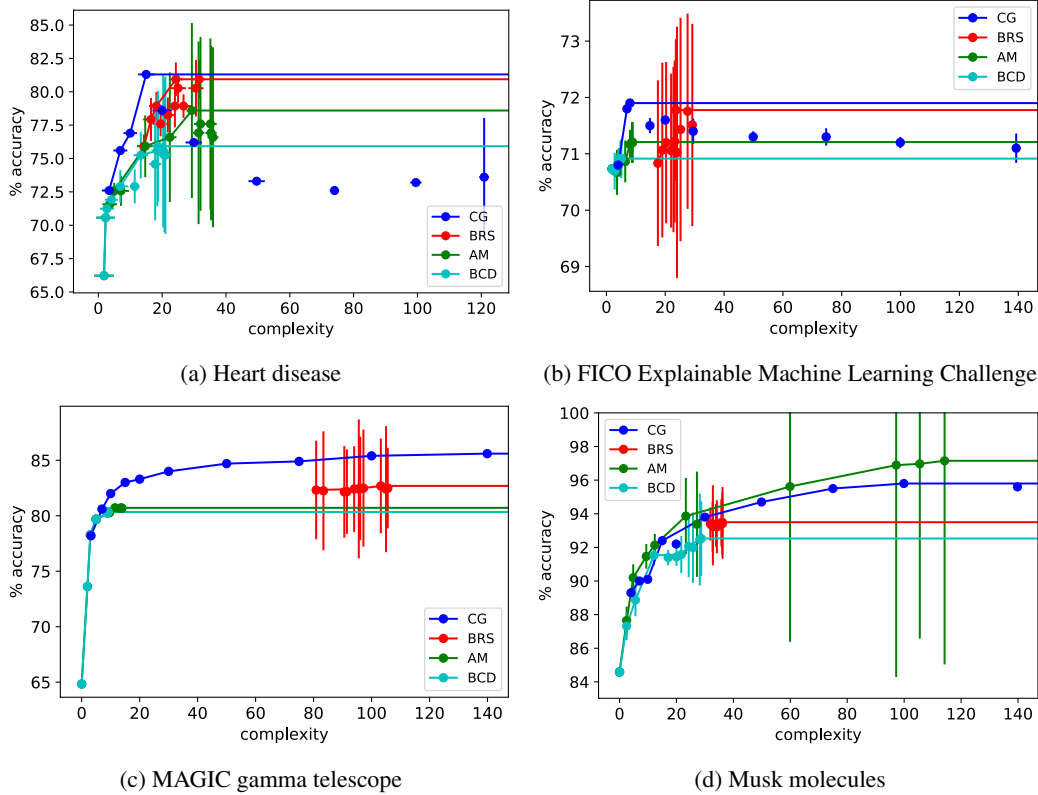 85.0
82.5
80.0
77.5
75.0
72.5
70.0
67.5
65.0
% accuracy
0 20 40 60 80 100 120
complexity
CG
BRS
AM
BCD
(a) Heart disease
73
72
71
70
69
% accuracy
0 20 40 60 80 100 120 140
complexity
CG
BRS
AM
BCD
(b) FICO Explainable Machine Learning Challenge
85
80
75
70
65
% accuracy
0 20 40 60 80 100 120 140
complexity
CG
BRS
AM
BCD
(c) MAGIC gamma telescope
100
98
96
94
92
90
88
86
84
% accuracy
0 20 40 60 80 100 120 140
complexity
CG
BRS
AM
BCD
(d) Musk molecules